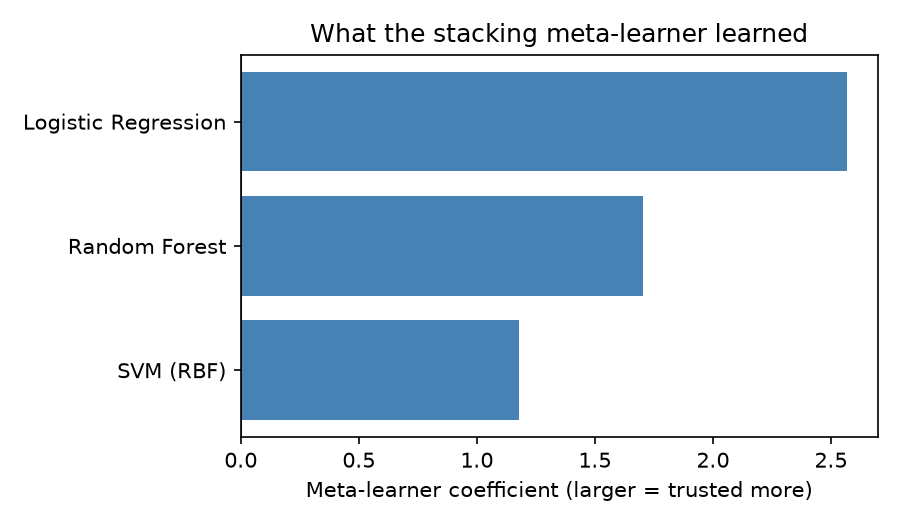 What the stacking meta-learner learned
Logistic Regression
Random Forest
SVM (RBF)
0.0 0.5 1.0 1.5 2.0 2.5
Meta-learner coefficient (larger = trusted more)